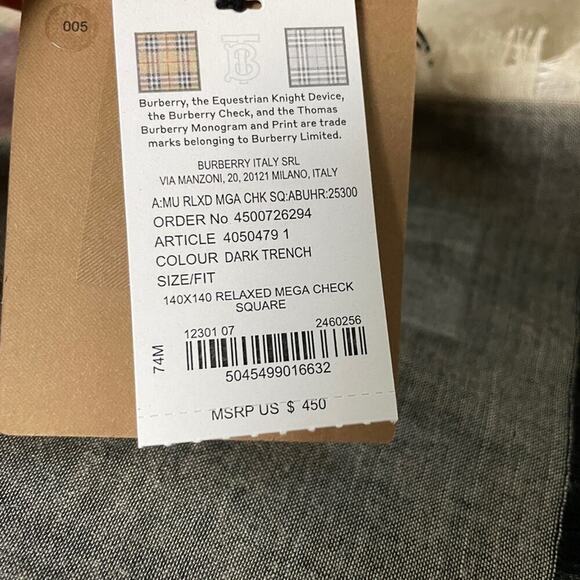 005
Burberry, the Equestrian Knight Device,
the Burberry Check, and the Thomas
Burberry Monogram and Print are trade
marks belonging to Burberry Limited.
BURBERRY ITALY SRL
VIA MANZONI, 20, 20121 MILANO, ITALY
A:MU RLXD MGA CHK SQ:ABUHR:25300
ORDER No 4500726294
ARTICLE 4050479 1
COLOUR DARK TRENCH
SIZE/FIT
140X140 RELAXED MEGA CHECK
SQUARE
12301 07 2460256
74M
5045499016632
MSRP US $ 450